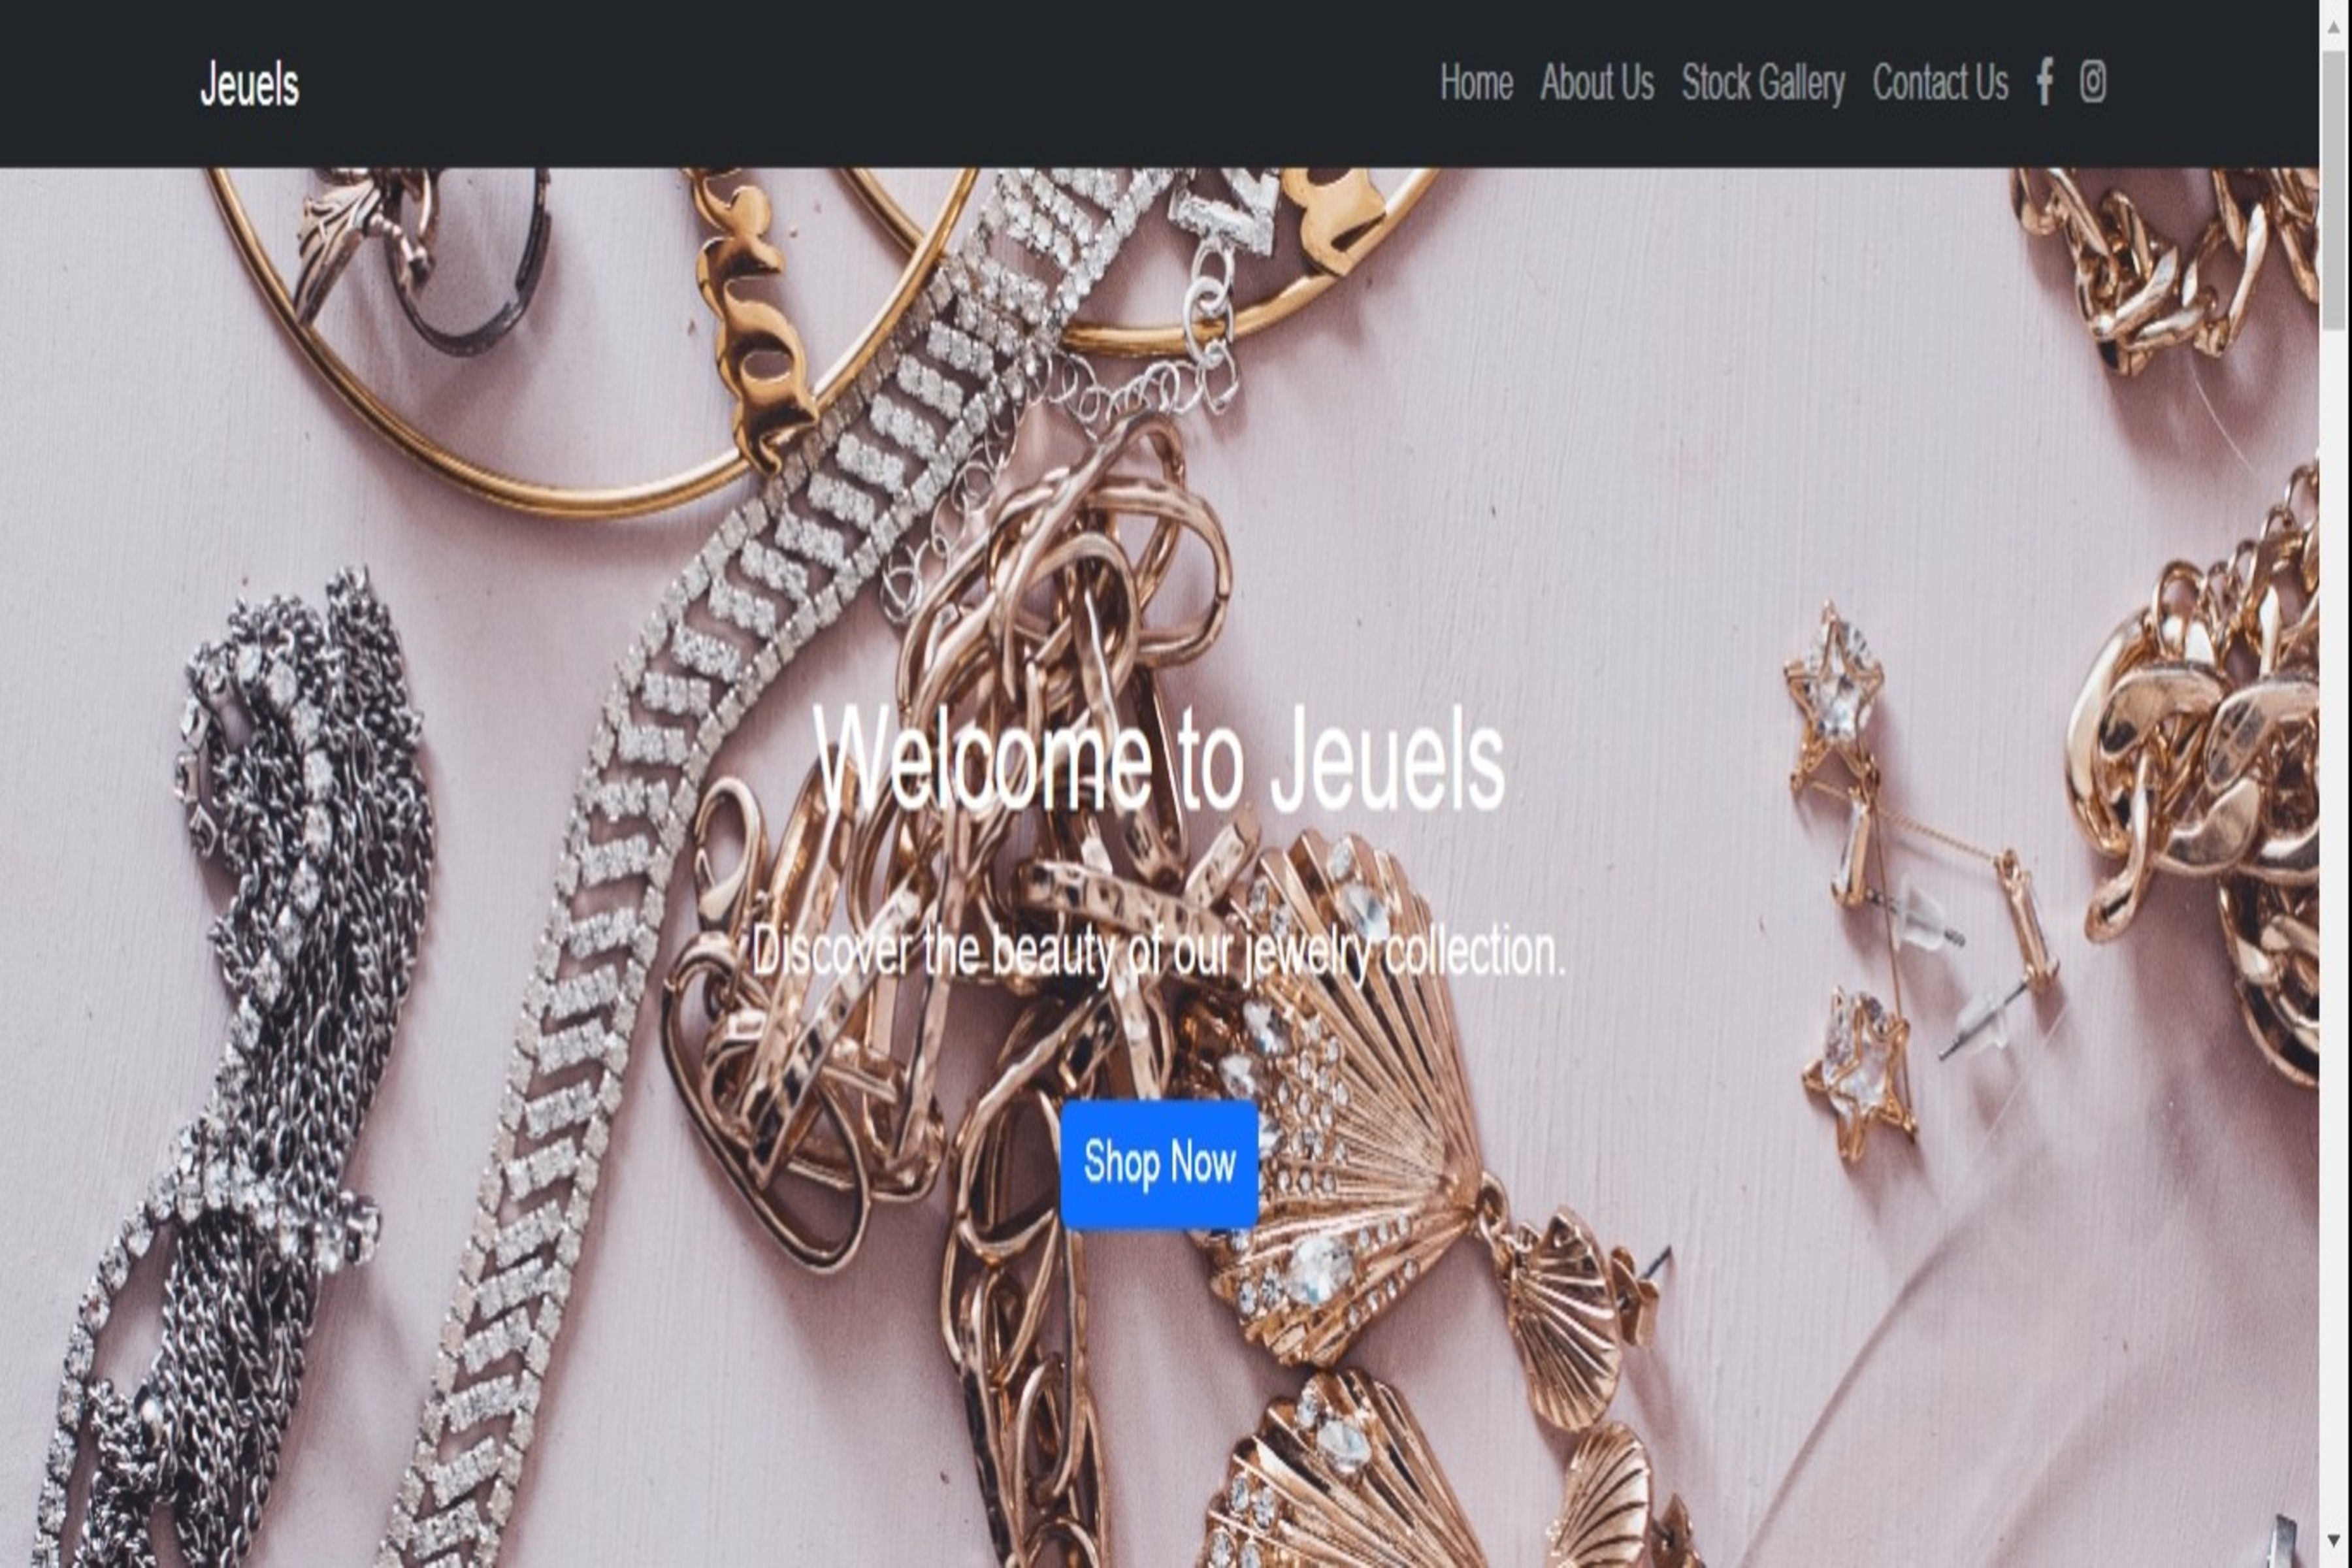 Jeuels
Home About Us Stock Gallery Contact Us
Welcome to Jeuels
Discover the beauty of our jewelry collection.
Shop Now